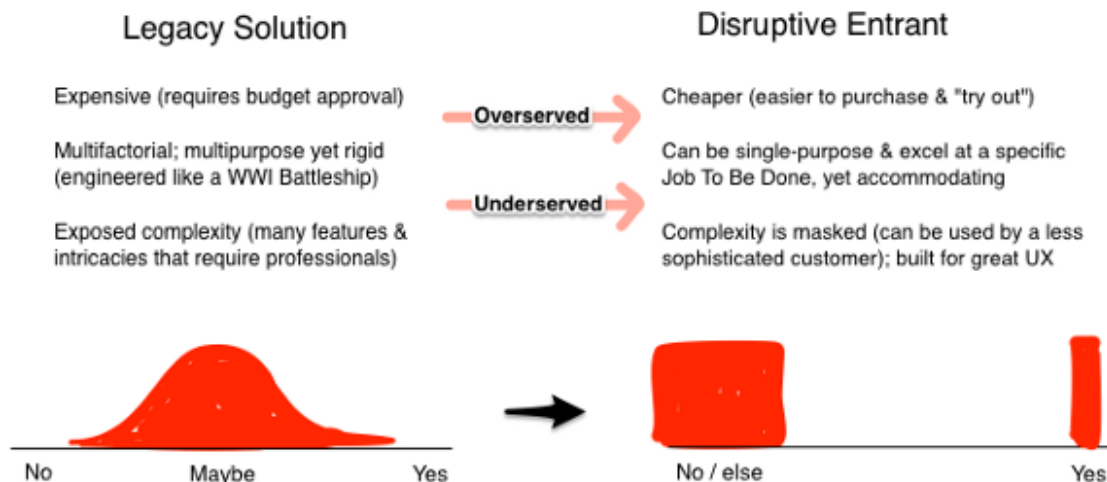 Legacy Solution
Disruptive Entrant
Expensive (requires budget approval)
Overserved
Cheaper (easier to purchase & "try out")
Multifactorial; multipurpose yet rigid
(engineered like a WWI Battleship)
Can be single-purpose & excel at a specific
Job To Be Done, yet accommodating
Underserved
Exposed complexity (many features &
intricacies that require professionals)
Complexity is masked (can be used by a less
sophisticated customer); built for great UX
No
Maybe
Yes
No / else
Yes